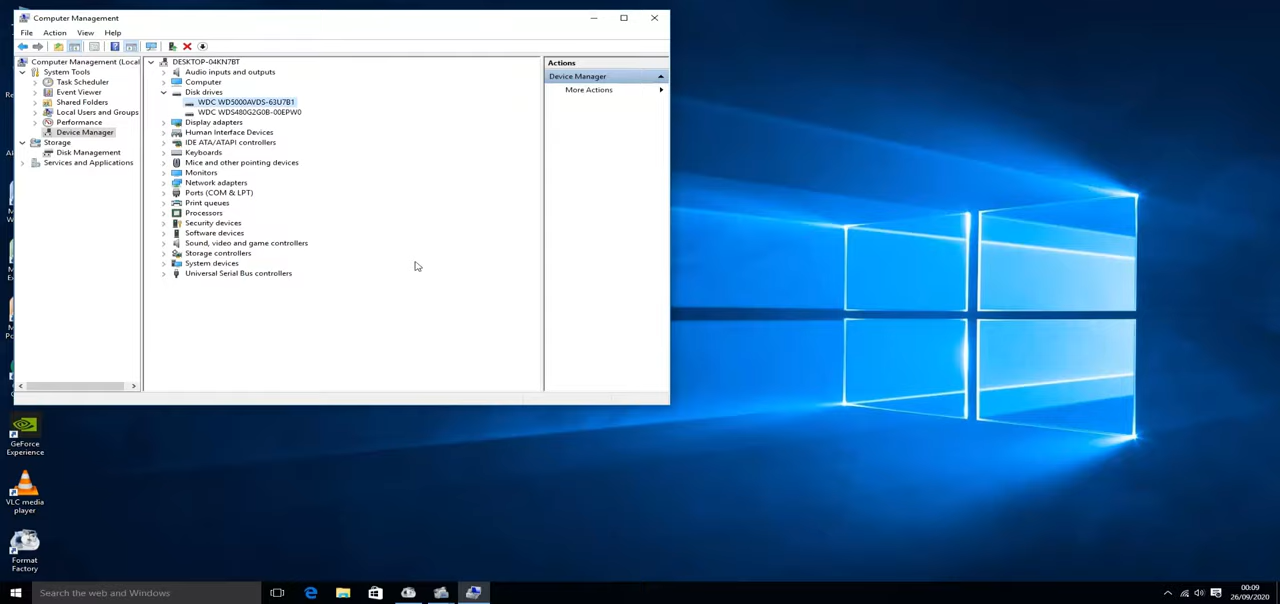 Computer Management
File Action View Help
Computer Management (Local
System Tools
Task Scheduler
Event Viewer
Shared Folders
Local Users and Groups
Performance
Device Manager
Storage
Disk Management
Services and Applications
DESKTOP-04KN7BT
Audio inputs and outputs
Computer
Disk drives
WDC WD5000AVDS-63U7B1
WDC WDS480G2G0B-00EPW0
Display adapters
Human Interface Devices
IDE ATA/ATAPI controllers
Keyboards
Mice and other pointing devices
Monitors
Network adapters
Ports (COM & LPT)
Print queues
Processors
Security devices
Software devices
Sound, video and game controllers
Storage controllers
System devices
Universal Serial Bus controllers
Actions
Device Manager
More Actions
GeForce
Experience
VLC media
player
Format
Factory
Search the web and Windows
00:09
26/09/2020